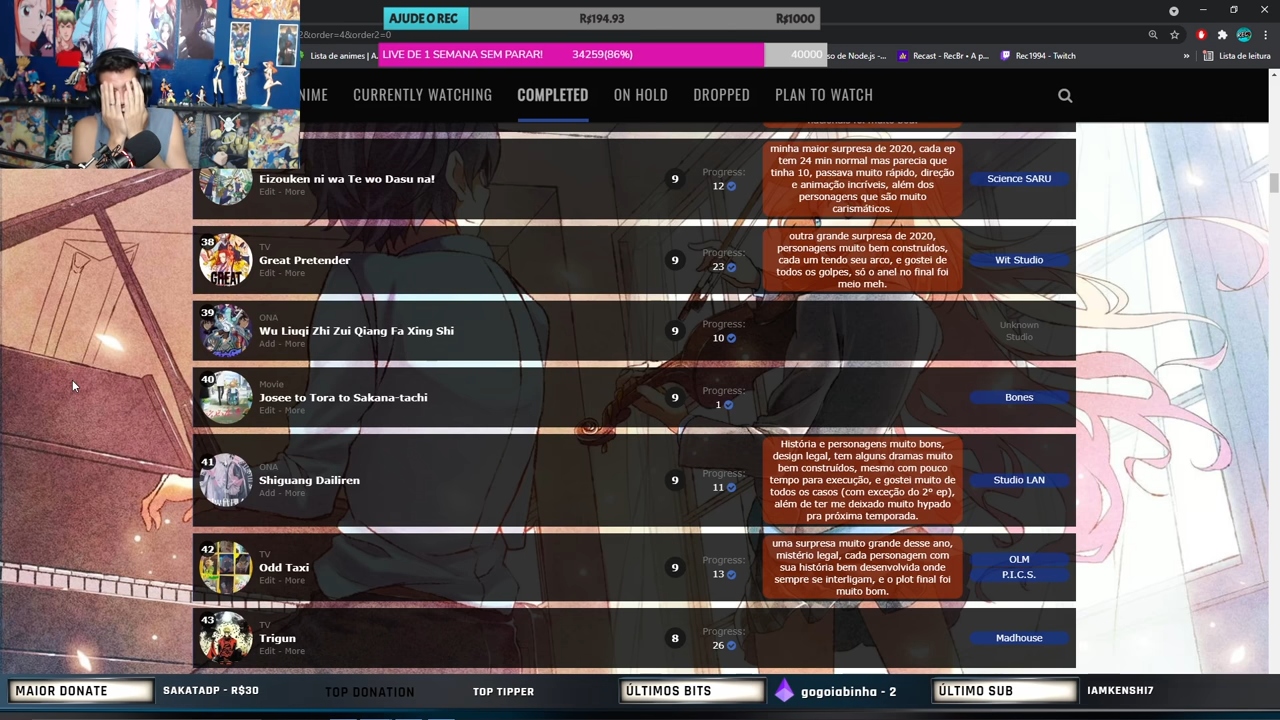 AJUDE O REC
R$194.93
R$1000
2&order=4&order2=0
Lista de animes | A...
LIVE DE 1 SEMANA SEM PARAR!
34259(86%)
40000
so de Node.js -...
Recast - RecBr • A p...
Rec1994 - Twitch
»
Lista de leitura
NIME
CURRENTLY WATCHING
COMPLETED
ON HOLD
DROPPED
PLAN TO WATCH
Eizouken ni wa Te wo Dasu na!
Edit - More
9
Progress:
12
minha maior surpresa de 2020, cada ep
tem 24 min normal mas parecia que
tinha 10, passava muito rápido, direção
e animação incríveis, além dos
personagens que são muito
carismáticos.
Science SARU
38
TV
Great Pretender
Edit - More
9
Progress:
23
outra grande surpresa de 2020,
personagens muito bem construídos,
cada um tendo seu arco, e gostei de
todos os golpes, só o anel no final foi
meio meh.
Wit Studio
39
ONA
Wu Liuqi Zhi Zui Qiang Fa Xing Shi
Add - More
9
Progress:
10
Unknown
Studio
40
Movie
Josee to Tora to Sakana-tachi
Edit - More
9
Progress:
1
Bones
41
ONA
Shiguang Dailiren
Add - More
9
Progress:
11
História e personagens muito bons,
design legal, tem alguns dramas muito
bem construídos, mesmo com pouco
tempo para execução, e gostei muito de
todos os casos (com exceção do 2º ep),
além de ter me deixado muito hypado
pra próxima temporada.
Studio LAN
42
TV
Odd Taxi
Edit - More
9
Progress:
13
uma surpresa muito grande desse ano,
mistério legal, cada personagem com
sua história bem desenvolvida onde
sempre se interligam, e o plot final foi
muito bom.
OLM
P.I.C.S.
43
TV
Trigun
Edit - More
8
Progress:
26
Madhouse
MAIOR DONATE
SAKATADP - R$30
TOP DONATION
TOP TIPPER
ÚLTIMOS BITS
gogoiabinha - 2
ÚLTIMO SUB
IAMKENSHI7